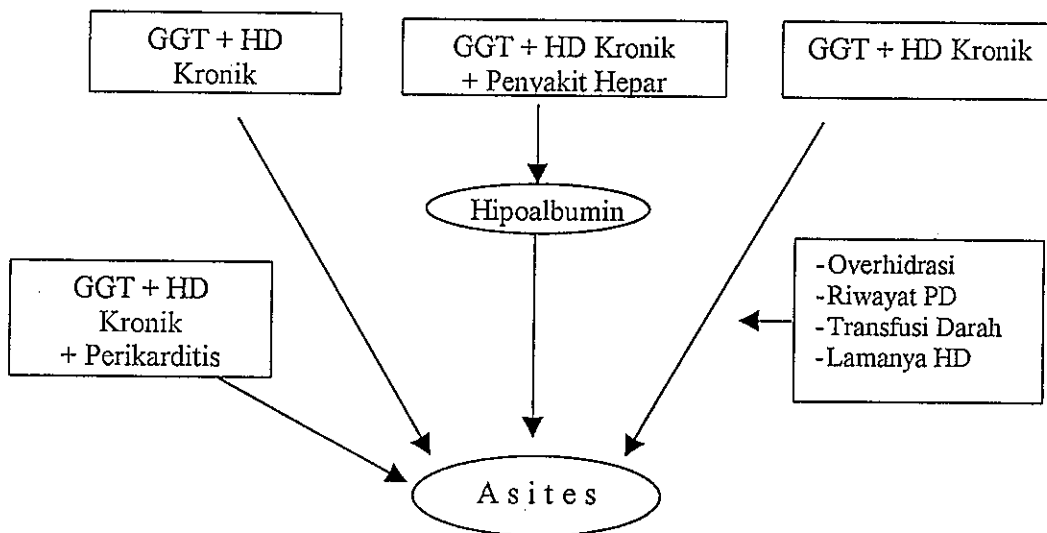 GGT + HD
Kronik
GGT + HD Kronik
+ Penyakit Hepar
GGT + HD Kronik
Hipoalbumin
GGT + HD
Kronik
+ Perikarditis
-Overhidrasi
-Riwayat PD
-Transfusi Darah
-Lamanya HD
A s i t e s